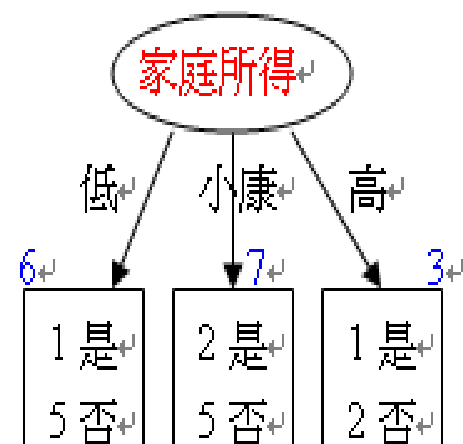 家庭所得
低 小康 高
6 7 3
1是 2是 1是
5否 5否 2否